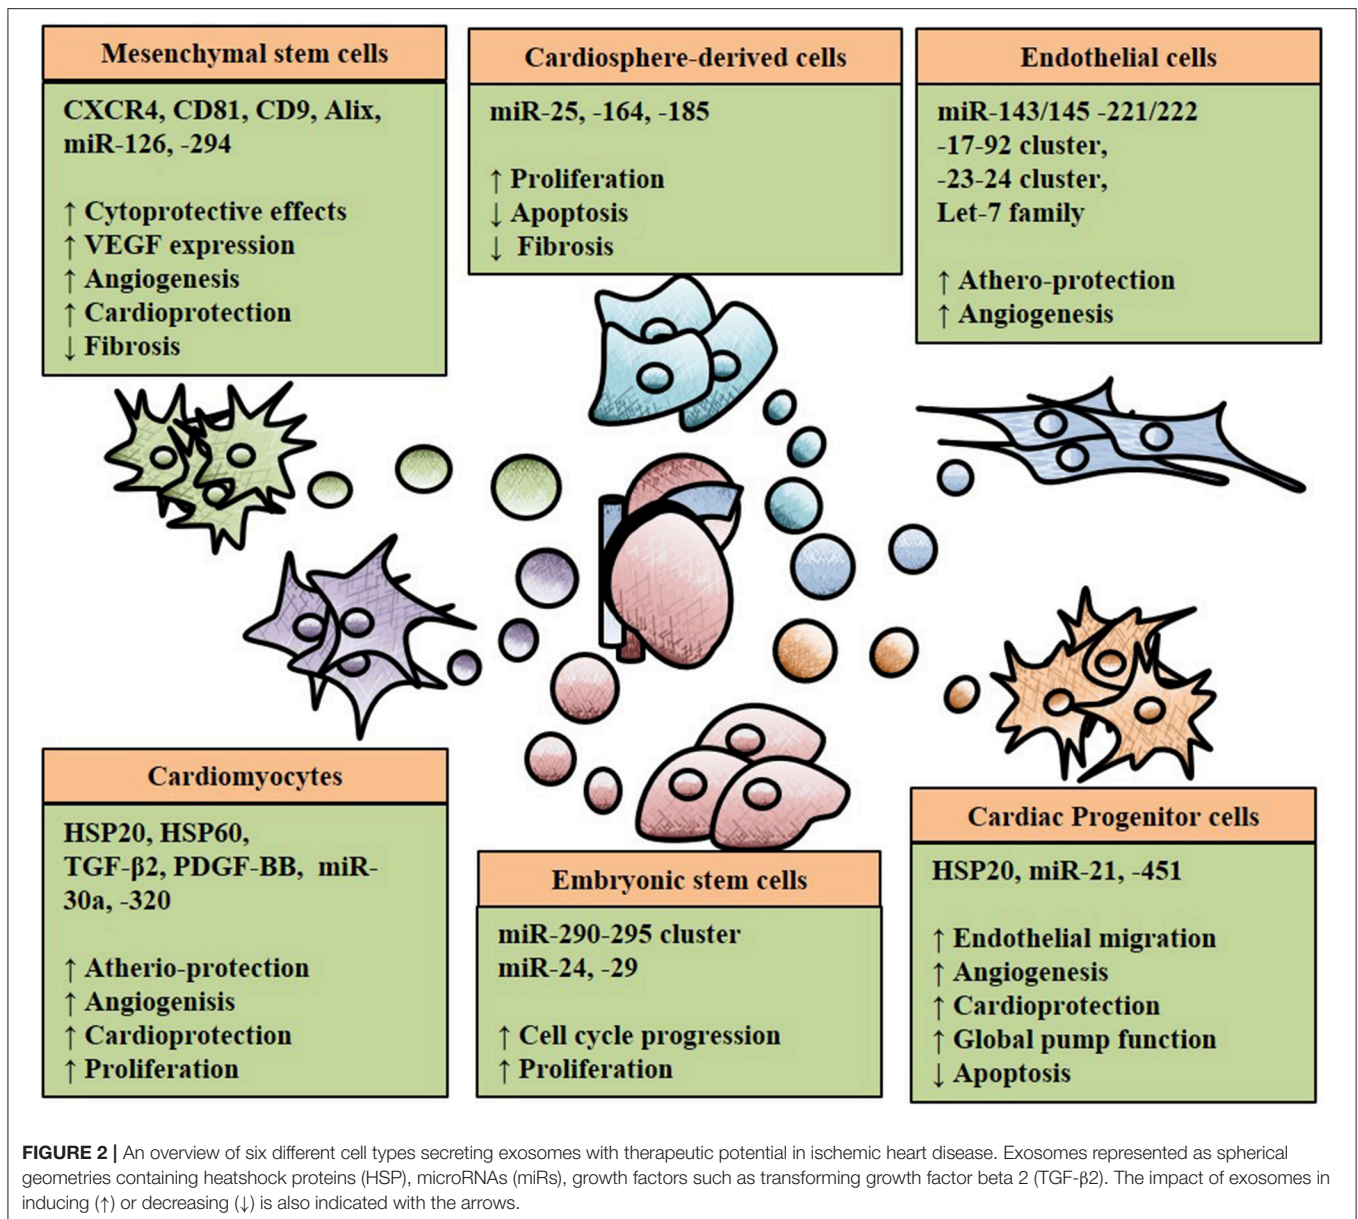 Mesenchymal stem cells
CXCR4, CD81, CD9, Alix,
miR-126, -294
↑ Cytoprotective effects
↑ VEGF expression
↑ Angiogenesis
↑ Cardioprotection
↓ Fibrosis
Cardiosphere-derived cells
miR-25, -164, -185
↑ Proliferation
↓ Apoptosis
↓ Fibrosis
Endothelial cells
miR-143/145 -221/222
-17-92 cluster,
-23-24 cluster,
Let-7 family
↑ Athero-protection
↑ Angiogenesis
Cardiomyocytes
HSP20, HSP60,
TGF-β2, PDGF-BB, miR-
30a, -320
↑ Atherio-protection
↑ Angiogenisis
↑ Cardioprotection
↑ Proliferation
Embryonic stem cells
miR-290-295 cluster
miR-24, -29
↑ Cell cycle progression
↑ Proliferation
Cardiac Progenitor cells
HSP20, miR-21, -451
↑ Endothelial migration
↑ Angiogenesis
↑ Cardioprotection
↑ Global pump function
↓ Apoptosis
FIGURE 2 | An overview of six different cell types secreting exosomes with therapeutic potential in ischemic heart disease. Exosomes represented as spherical
geometries containing heatshock proteins (HSP), microRNAs (miRs), growth factors such as transforming growth factor beta 2 (TGF-β2). The impact of exosomes in
inducing (↑) or decreasing (↓) is also indicated with the arrows.